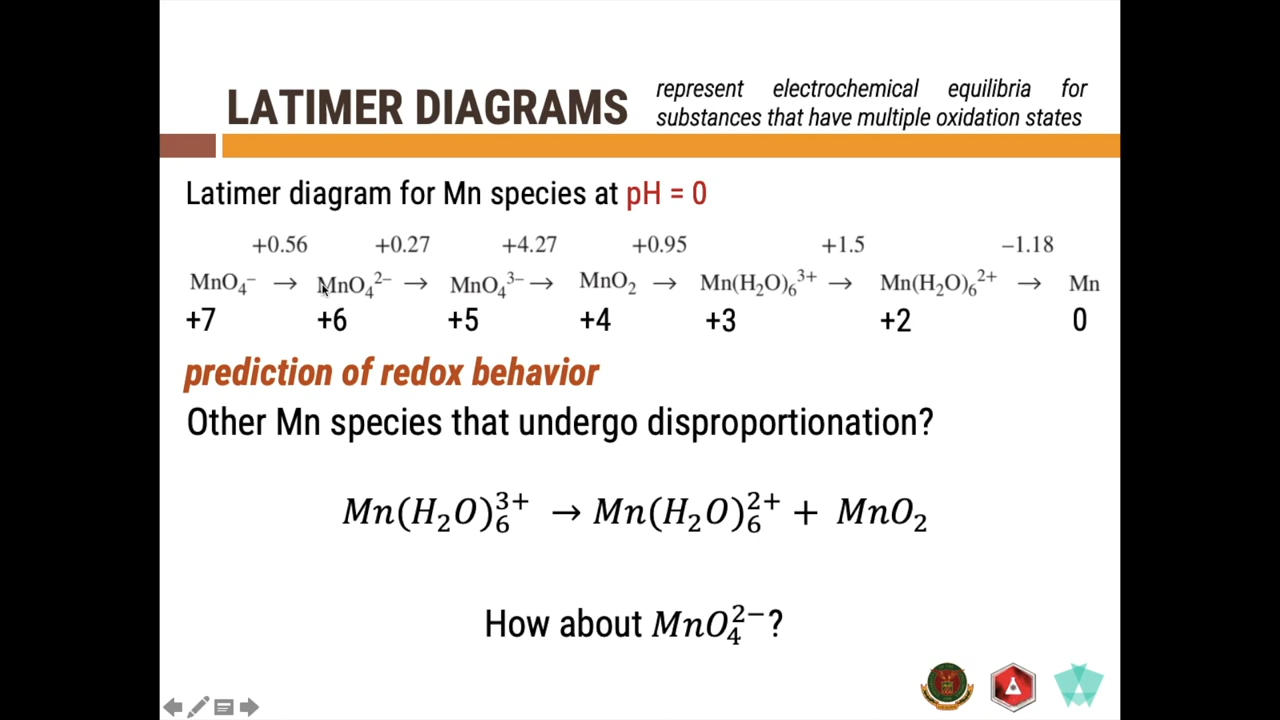 LATIMER DIAGRAMS
represent electrochemical equilibria for
substances that have multiple oxidation states
Latimer diagram for Mn species at pH = 0
+0.56 +0.27 +4.27 +0.95 +1.5 –1.18
MnO₄⁻ → MnO₄²⁻ → MnO₄³⁻ → MnO₂ → Mn(H₂O)₆³⁺ → Mn(H₂O)₆²⁺ → Mn
+7 +6 +5 +4 +3 +2 0
prediction of redox behavior
Other Mn species that undergo disproportionation?
Mn(H₂O)₆³⁺ → Mn(H₂O)₆²⁺ + MnO₂
How about MnO₄²⁻?